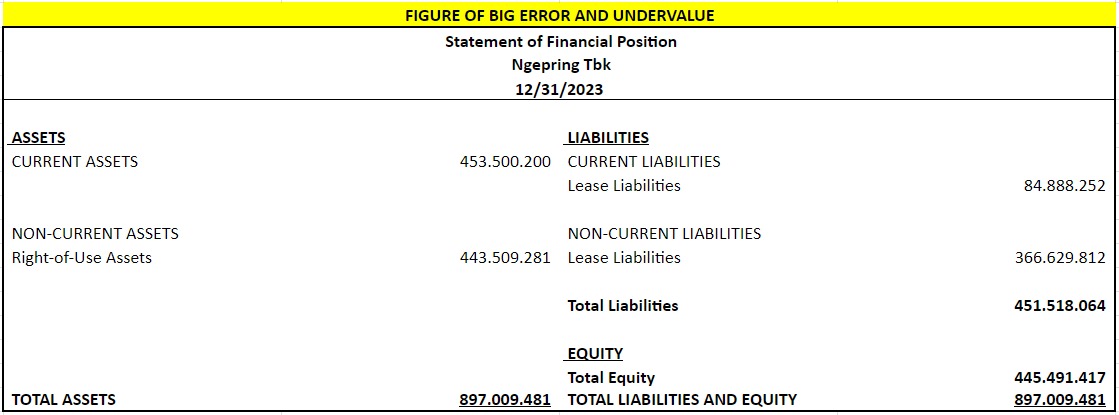 FIGURE OF BIG ERROR AND UNDERVALUE
Statement of Financial Position
Ngepring Tbk
12/31/2023
ASSETS LIABILITIES
CURRENT ASSETS 453.500.200 CURRENT LIABILITIES
Lease Liabilities 84.888.252
NON-CURRENT ASSETS NON-CURRENT LIABILITIES
Right-of-Use Assets 443.509.281 Lease Liabilities 366.629.812
Total Liabilities 451.518.064
EQUITY
Total Equity 445.491.417
TOTAL ASSETS 897.009.481 TOTAL LIABILITIES AND EQUITY 897.009.481